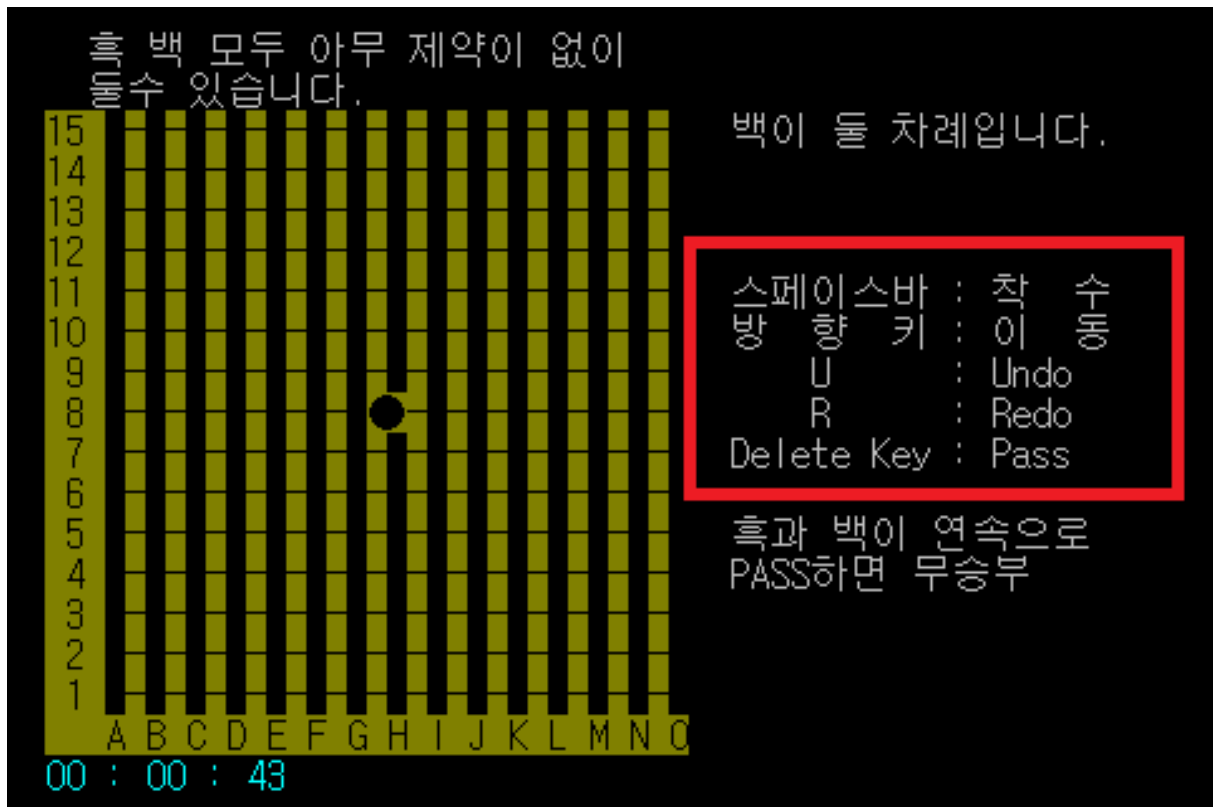 흑 백 모두 아무 제약이 없이
둘수 있습니다.
백이 둘 차례입니다.
15
14
13
12
11
10
9
8
7
6
5
4
3
2
1
A B C D E F G H I J K L M N O
00 : 00 : 43
스페이스바 : 착 수
방 향 키 : 이 동
U : Undo
R : Redo
Delete Key : Pass
흑과 백이 연속으로
PASS하면 무승부